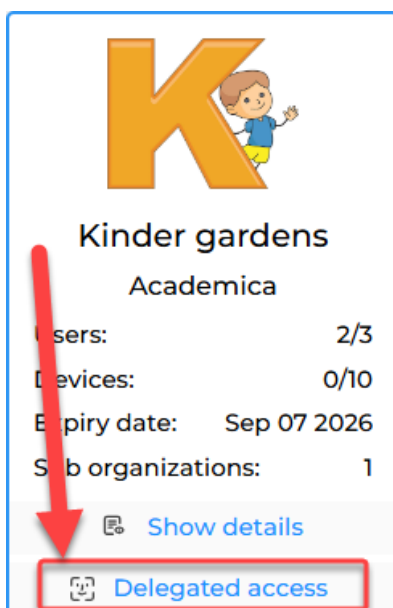 K
Kinder gardens
Academica
Users: 2/3
Devices: 0/10
Expiry date: Sep 07 2026
Sub organizations: 1
Show details
Delegated access